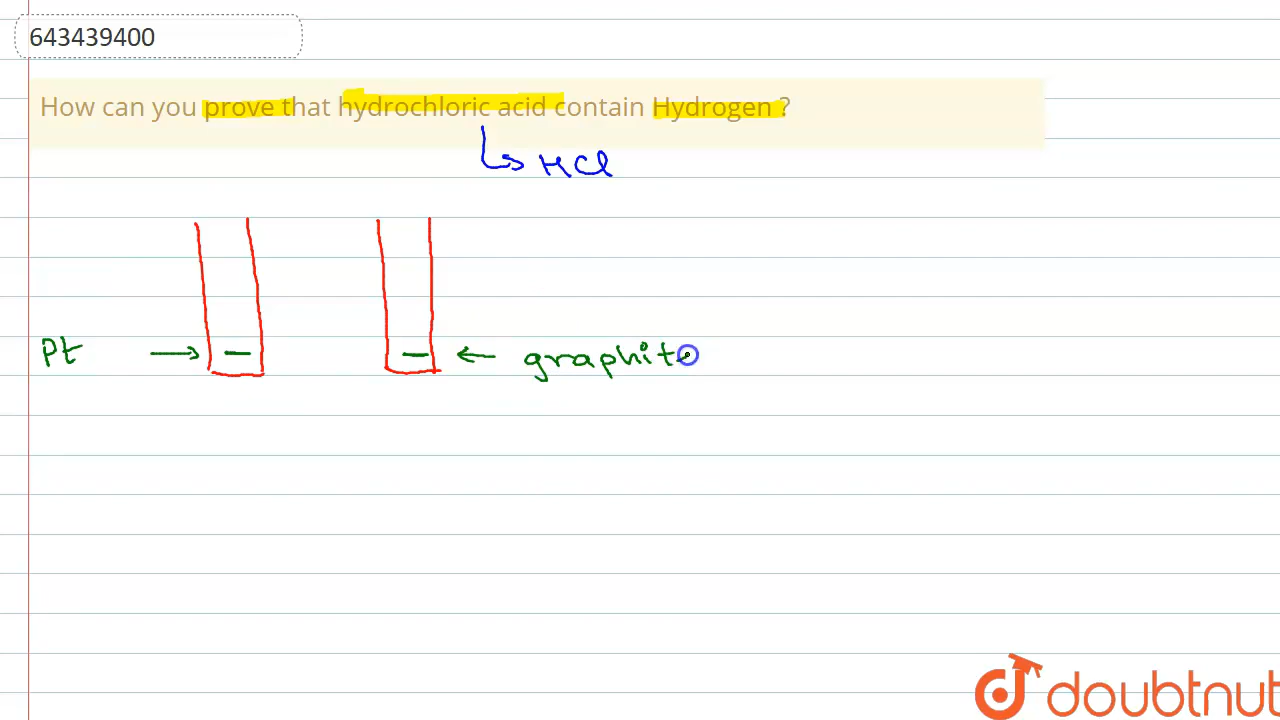 643439400
How can you prove that hydrochloric acid contain Hydrogen ?
HCl
Pt
graphite
doubtnut